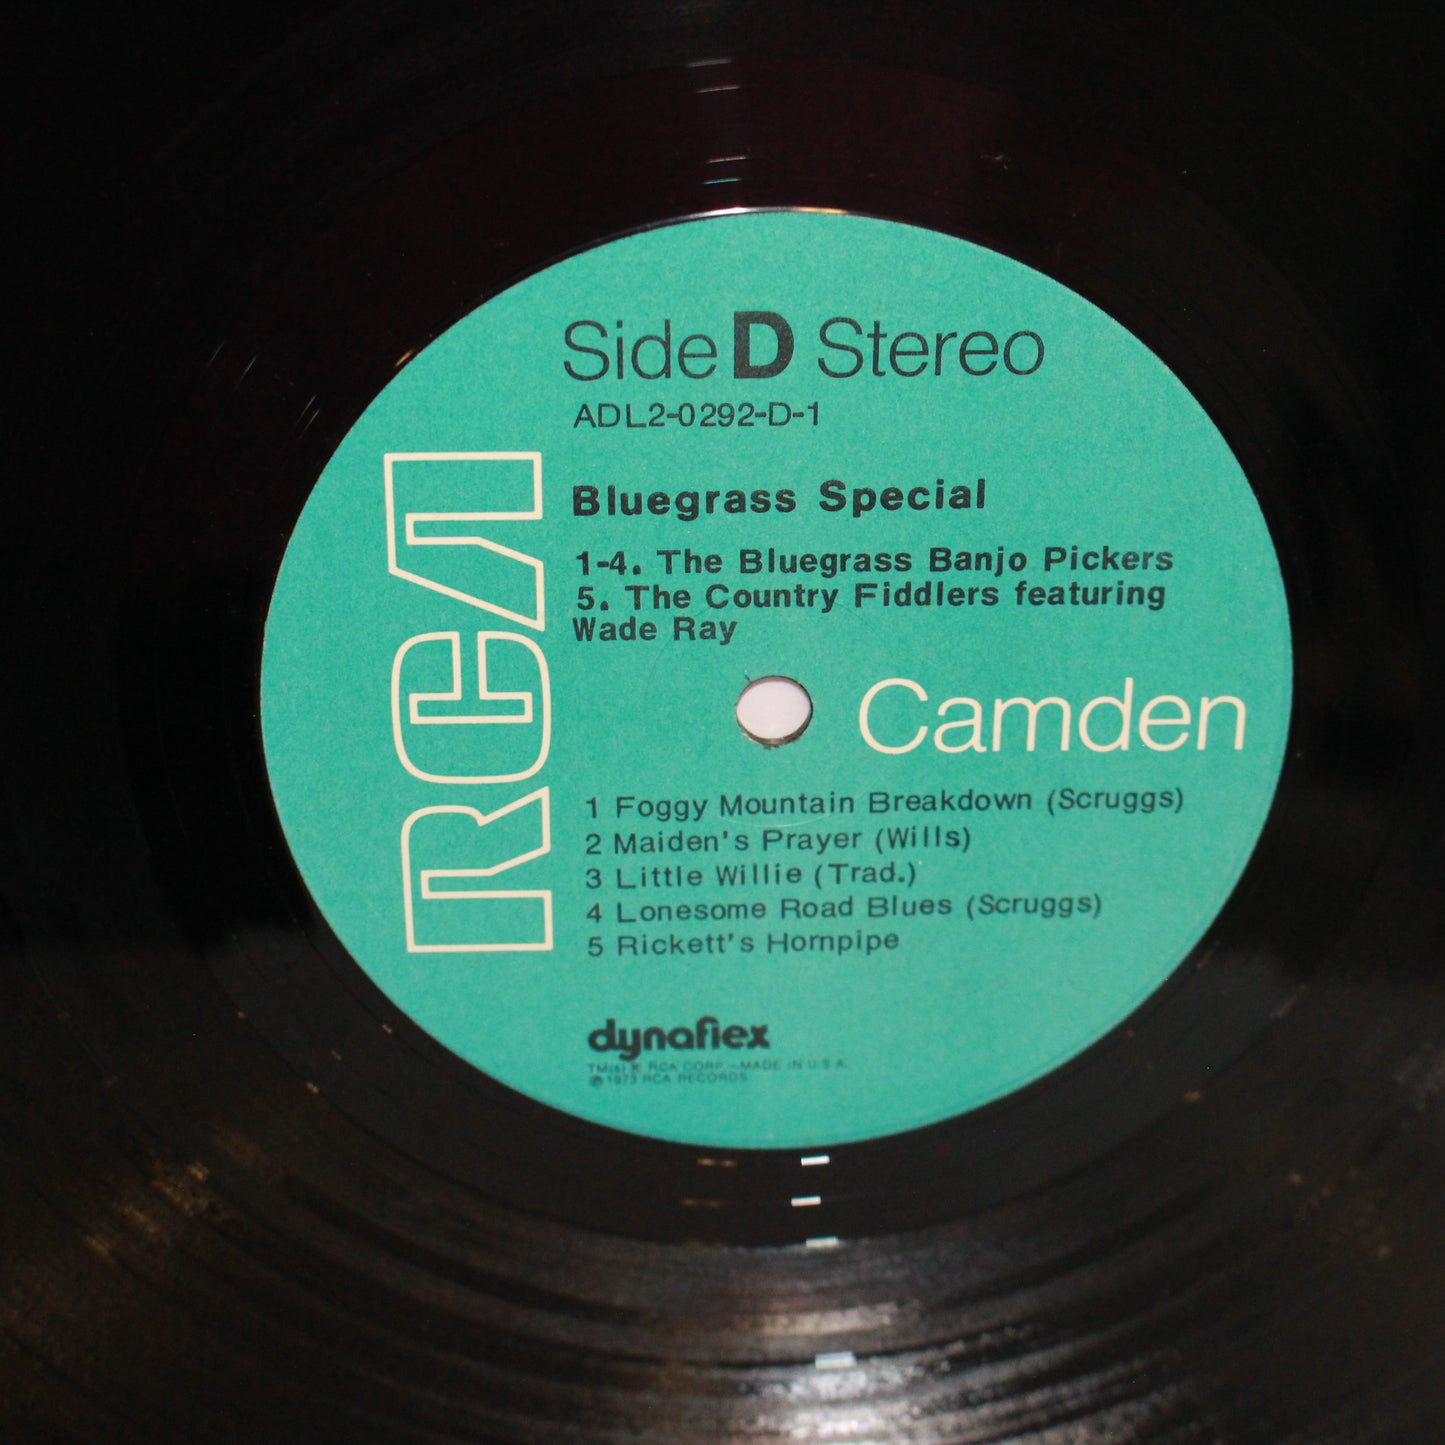 Side D Stereo
ADL2-0292-D-1
Bluegrass Special
1-4. The Bluegrass Banjo Pickers
5. The Country Fiddlers featuring
Wade Ray
RCA
Camden
1 Foggy Mountain Breakdown (Scruggs)
2 Maiden's Prayer (Wills)
3 Little Willie (Trad.)
4 Lonesome Road Blues (Scruggs)
5 Rickett's Hornpipe
dynaflex
TM(s) ® RCA CORP.—MADE IN U.S.A.
℗ 1973 RCA RECORDS